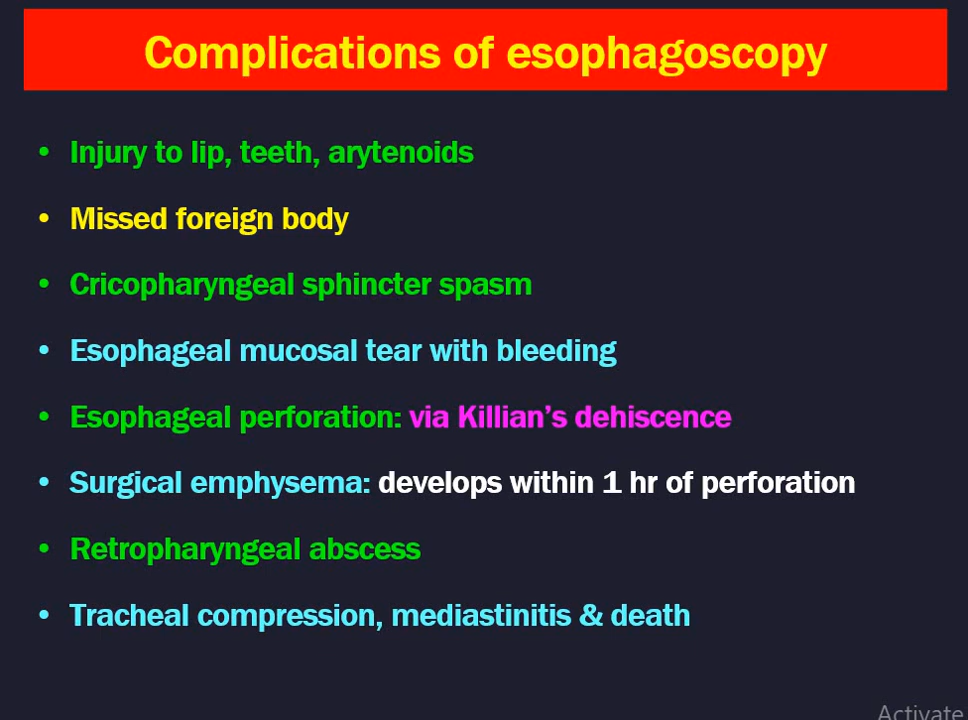 Complications of esophagoscopy
• Injury to lip, teeth, arytenoids
• Missed foreign body
• Cricopharyngeal sphincter spasm
• Esophageal mucosal tear with bleeding
• Esophageal perforation: via Killian’s dehiscence
• Surgical emphysema: develops within 1 hr of perforation
• Retropharyngeal abscess
• Tracheal compression, mediastinitis & death
Activate